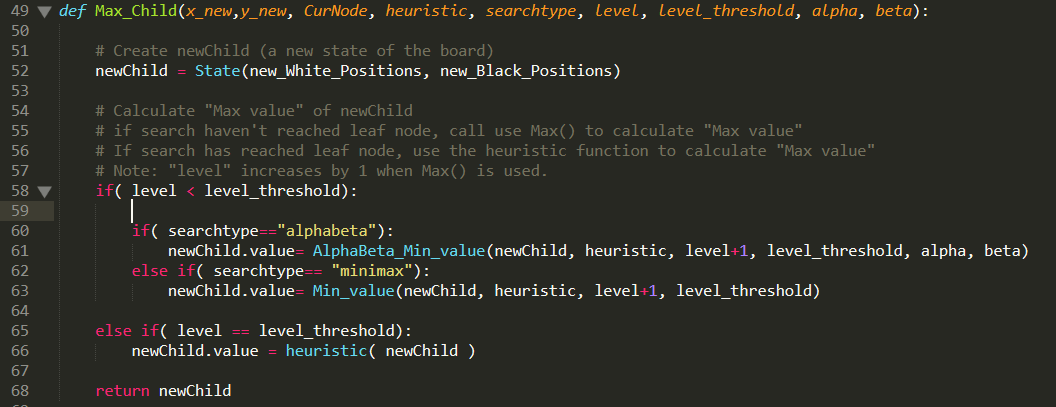 49 def Max_Child(x_new,y_new, CurNode, heuristic, searchtype, level, level_threshold, alpha, beta):
50
51 # Create newChild (a new state of the board)
52 newChild = State(new_White_Positions, new_Black_Positions)
53
54 # Calculate "Max value" of newChild
55 # if search haven't reached leaf node, call use Max() to calculate "Max value"
56 # If search has reached leaf node, use the heuristic function to calculate "Max value"
57 # Note: "level" increases by 1 when Max() is used.
58 if( level < level_threshold):
59
60 if( searchtype=="alphabeta"):
61 newChild.value= AlphaBeta_Min_value(newChild, heuristic, level+1, level_threshold, alpha, beta)
62 else if( searchtype== "minimax"):
63 newChild.value= Min_value(newChild, heuristic, level+1, level_threshold)
64
65 else if( level == level_threshold):
66 newChild.value = heuristic( newChild )
67
68 return newChild